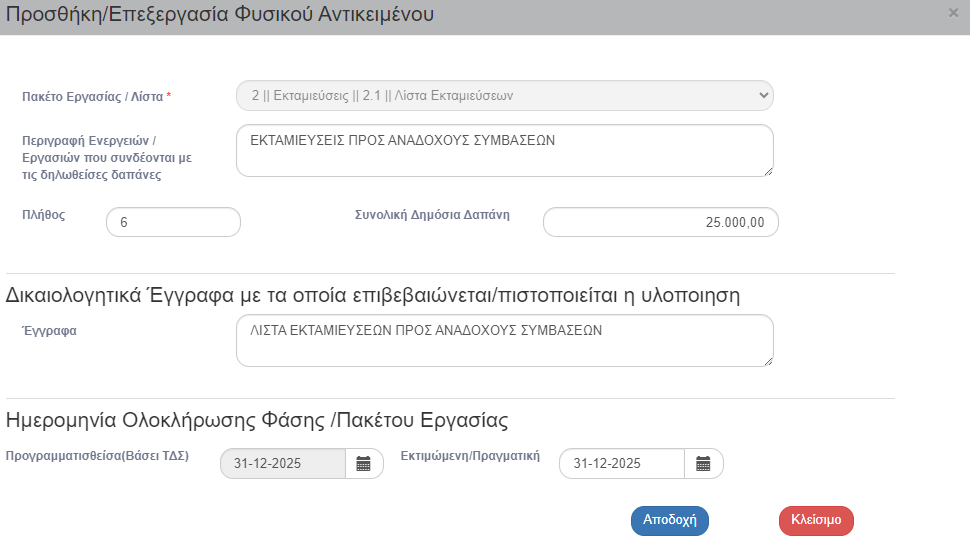 Προσθήκη/Επεξεργασία Φυσικού Αντικειμένου ×
Πακέτο Εργασίας / Λίστα * 2 || Εκταμιεύσεις || 2.1 || Λίστα Εκταμιεύσεων
Περιγραφή Ενεργειών /
Εργασιών που συνδέονται με
τις δηλωθείσες δαπάνες
ΕΚΤΑΜΙΕΥΣΕΙΣ ΠΡΟΣ ΑΝΑΔΟΧΟΥΣ ΣΥΜΒΑΣΕΩΝ
Πλήθος 6 Συνολική Δημόσια Δαπάνη 25.000,00
Δικαιολογητικά Έγγραφα με τα οποία επιβεβαιώνεται/πιστοποιείται η υλοποιηση
Έγγραφα ΛΙΣΤΑ ΕΚΤΑΜΙΕΥΣΕΩΝ ΠΡΟΣ ΑΝΑΔΟΧΟΥΣ ΣΥΜΒΑΣΕΩΝ
Ημερομηνία Ολοκλήρωσης Φάσης /Πακέτου Εργασίας
Προγραμματισθείσα(Βάσει ΤΔΣ) 31-12-2025 Εκτιμώμενη/Πραγματική 31-12-2025
Αποδοχή Κλείσιμο